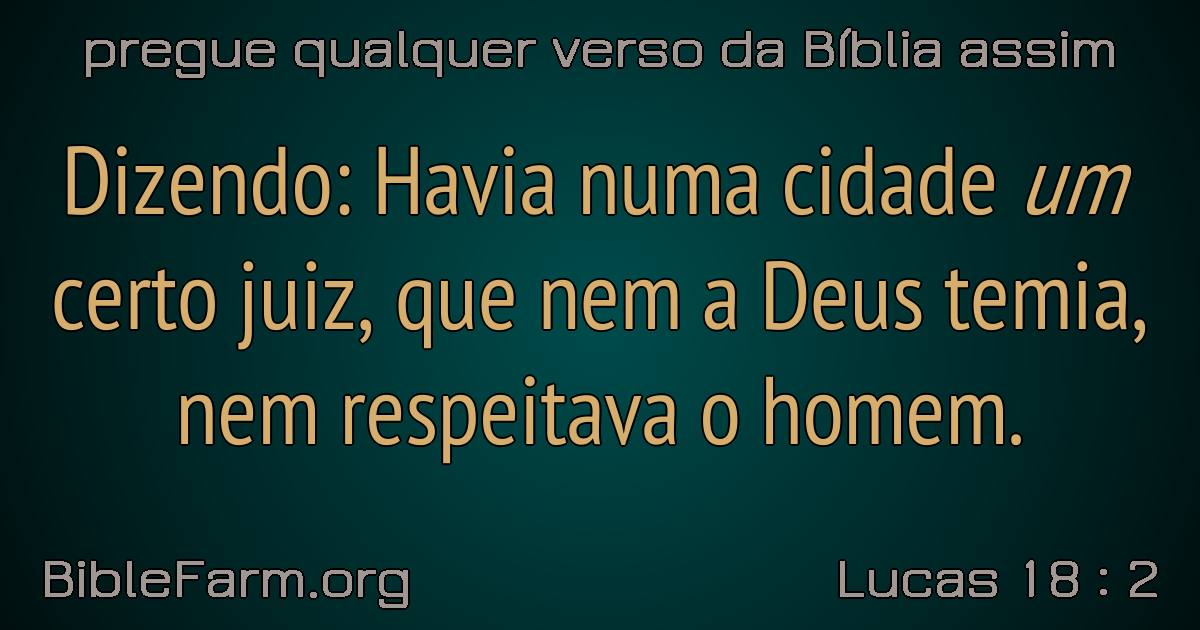 pregue qualquer verso da Bíblia assim
Dizendo: Havia numa cidade um
certo juiz, que nem a Deus temia,
nem respeitava o homem.
BibleFarm.org
Lucas 18 : 2